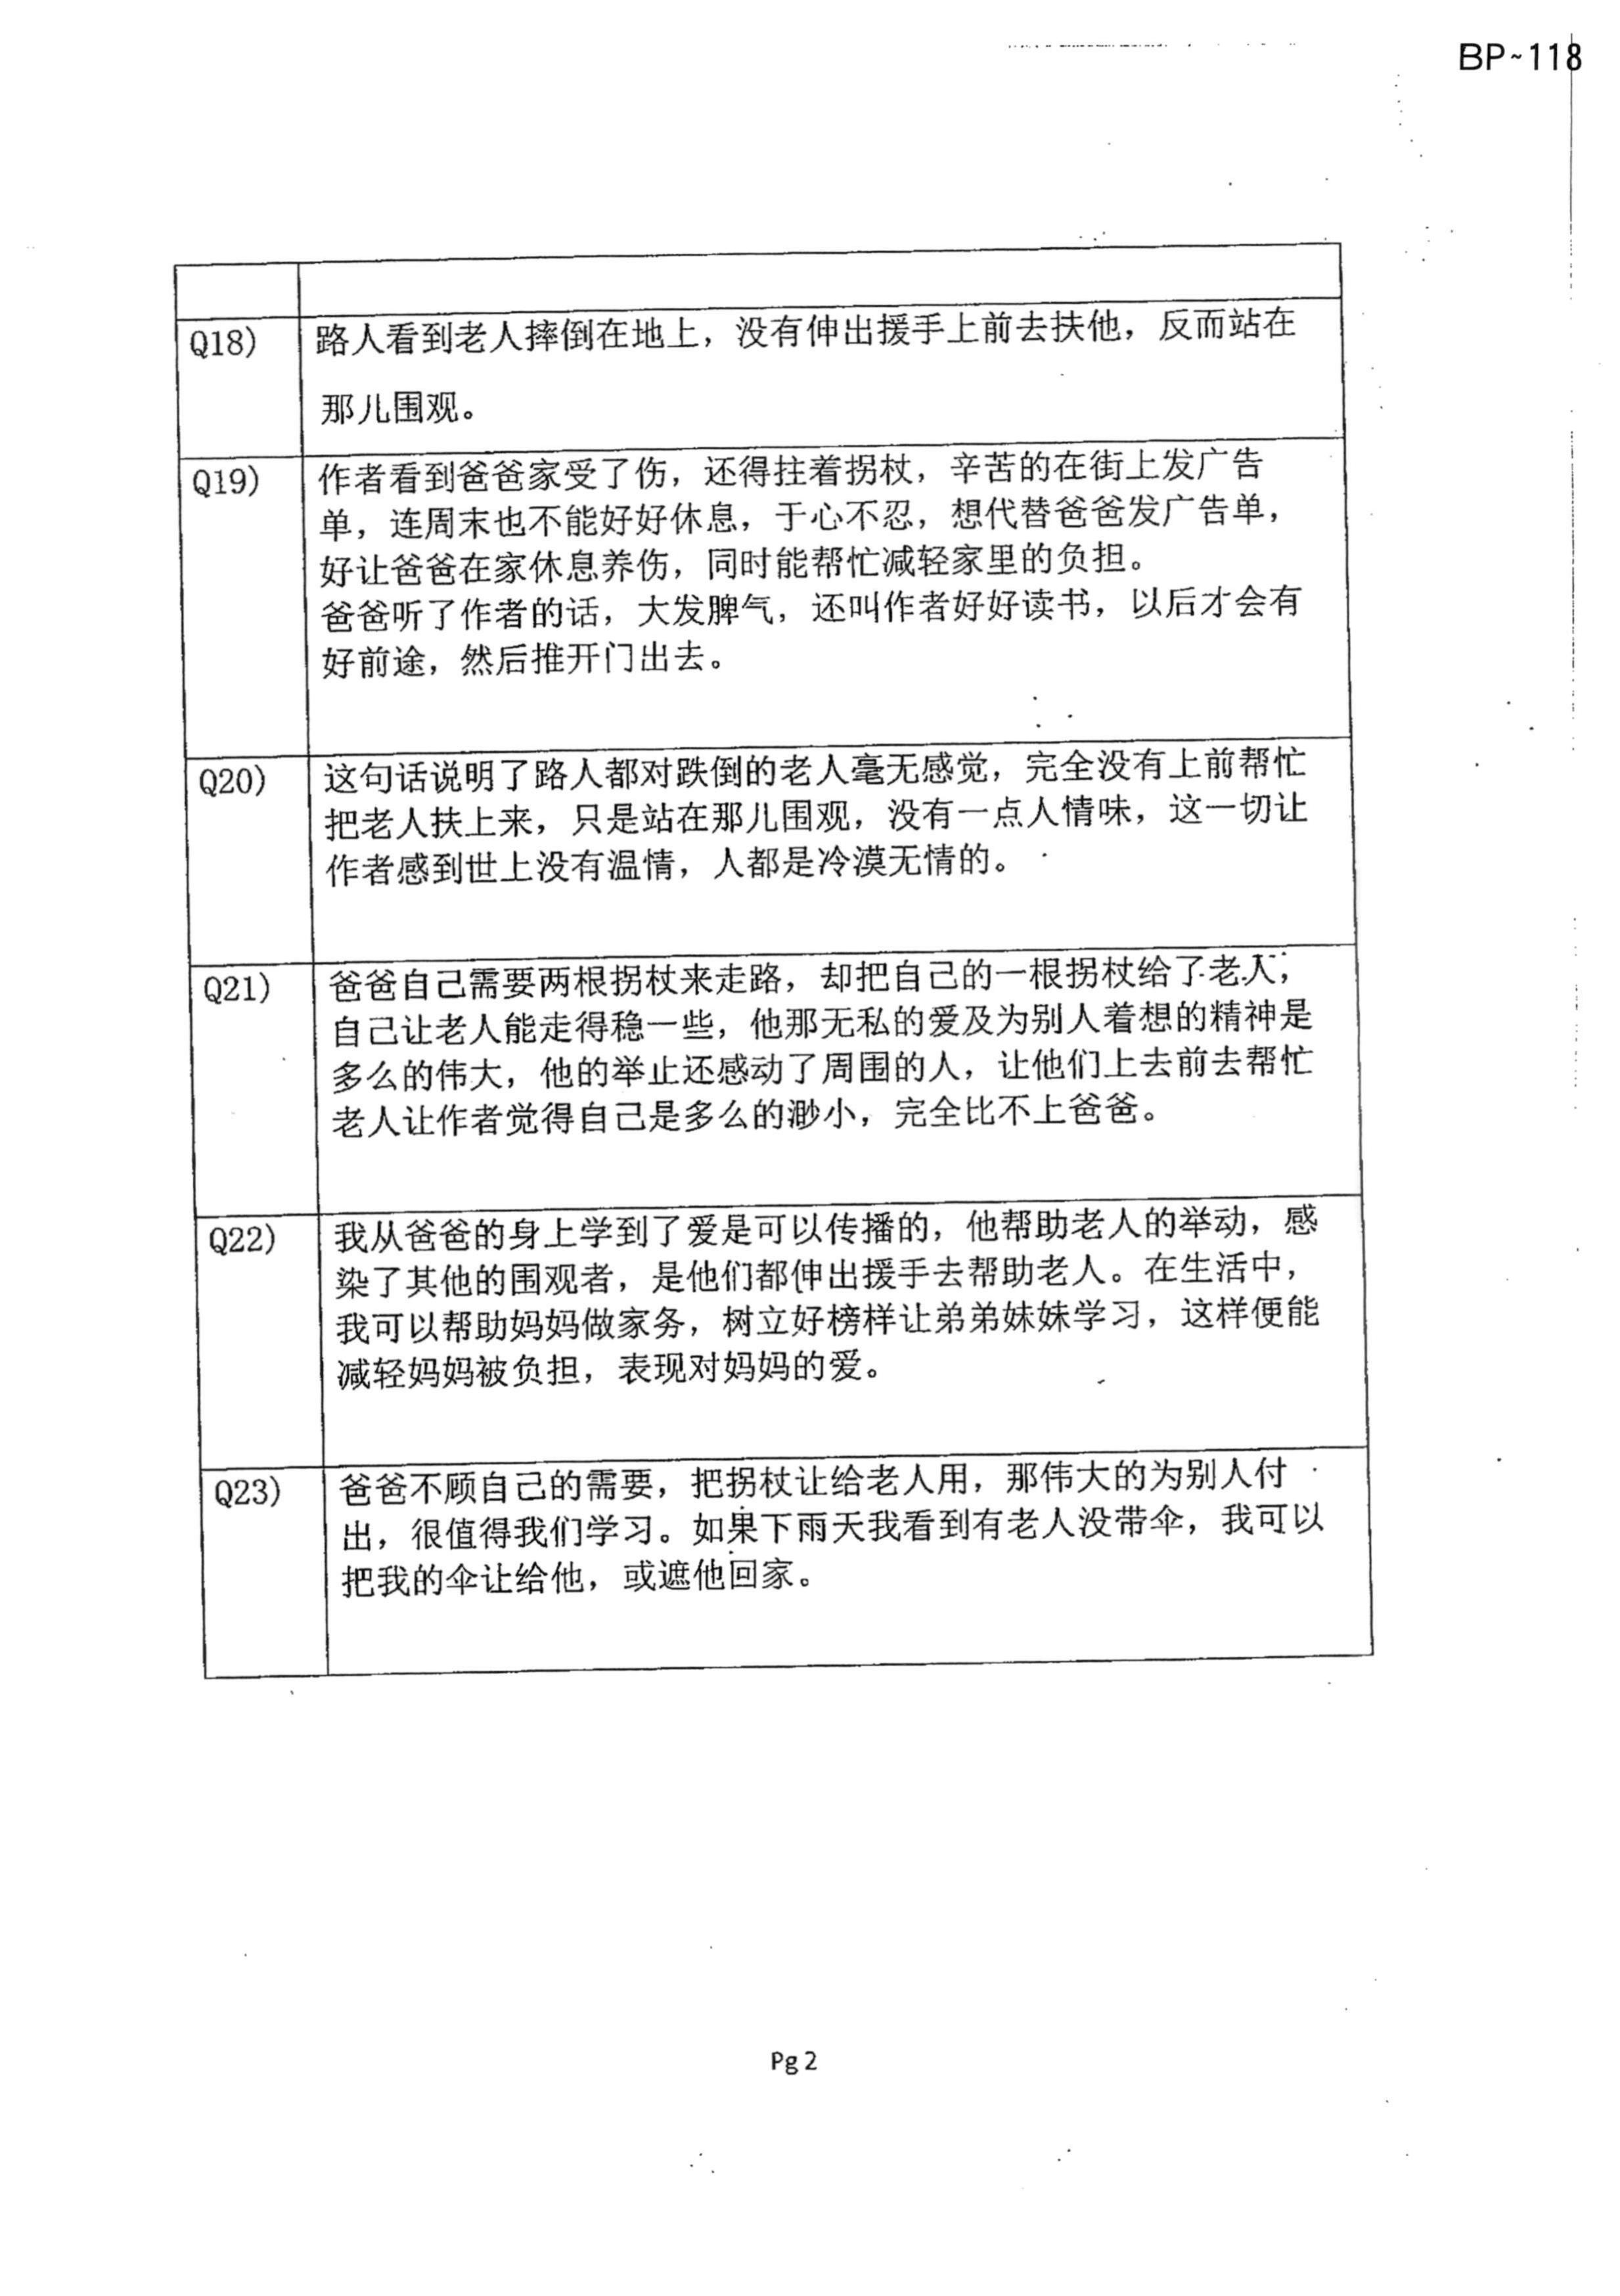 BP~118
Q18) 路人看到老人摔倒在地上，没有伸出援手上前去扶他，反而站在
那儿围观。
Q19) 作者看到爸爸家受了伤，还得拄着拐杖，辛苦的在街上发广告
单，连周末也不能好好休息，于心不忍，想代替爸爸发广告单，
好让爸爸在家休息养伤，同时能帮忙减轻家里的负担。
爸爸听了作者的话，大发脾气，还叫作者好好读书，以后才会有
好前途，然后推开门出去。
Q20) 这句话说明了路人都对跌倒的老人毫无感觉，完全没有上前帮忙
把老人扶上来，只是站在那儿围观，没有一点人情味，这一切让
作者感到世上没有温情，人都是冷漠无情的。
Q21) 爸爸自己需要两根拐杖来走路，却把自己的一根拐杖给了老人，
自己让老人能走得稳一些，他那无私的爱及为别人着想的精神是
多么的伟大，他的举止还感动了周围的人，让他们上去前去帮忙
老人让作者觉得自己是多么的渺小，完全比不上爸爸。
Q22) 我从爸爸的身上学到了爱是可以传播的，他帮助老人的举动，感
染了其他的围观者，是他们都伸出援手去帮助老人。在生活中，
我可以帮助妈妈做家务，树立好榜样让弟弟妹妹学习，这样便能
减轻妈妈被负担，表现对妈妈的爱。
Q23) 爸爸不顾自己的需要，把拐杖让给老人用，那伟大的为别人付
出，很值得我们学习。如果下雨天我看到有老人没带伞，我可以
把我的伞让给他，或遮他回家。
Pg 2